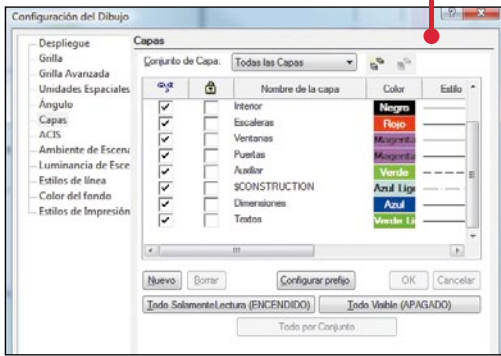 Configuración del Dibujo
Despliegue
Grilla
Grilla Avanzada
Unidades Espaciales
Ángulo
Capas
ACIS
Ambiente de Escena
Luminancia de Esce
Estilos de línea
Color del fondo
Estilos de Impresión
Capas
Conjunto de Capa: Todas las Capas
Nombre de la capa Color Estilo
Interior Negro
Escaleras Rojo
Ventanas Magenta
Puertas Magenta
Auxiliar Verde
$CONSTRUCTION Azul Lige
Dimensiones Azul
Textos Verde Li
Nuevo Borrar Configurar prefijo OK Cancelar
Todo SolamenteLectura (ENCENDIDO) Todo Visible (APAGADO)
Todo por Conjunto